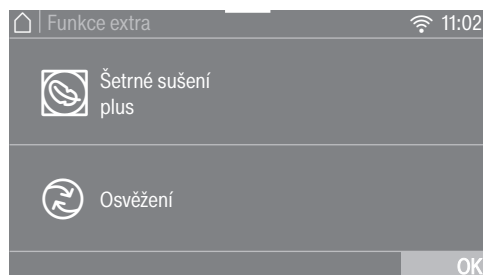 Funkce extra
11:02
Šetrné sušení
plus
Osvěžení
OK